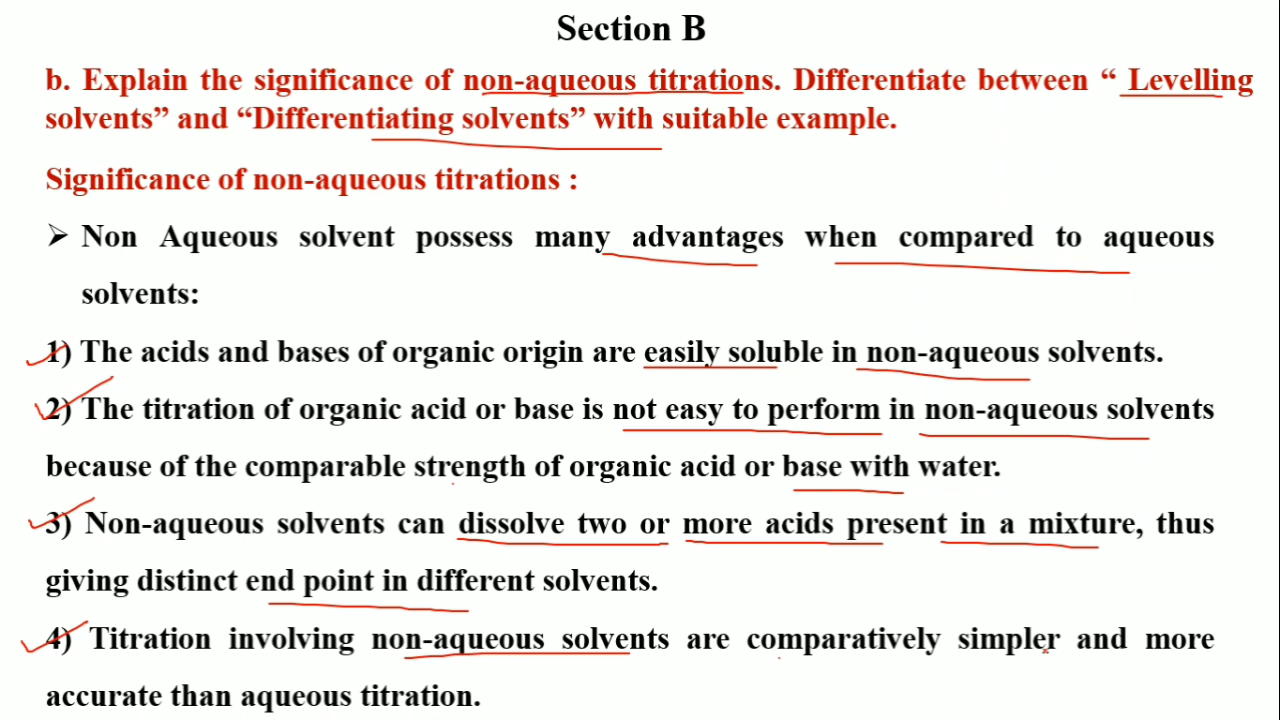 Section B
b. Explain the significance of non-aqueous titrations. Differentiate between “ Levelling
solvents” and “Differentiating solvents” with suitable example.
Significance of non-aqueous titrations :
➢ Non Aqueous solvent possess many advantages when compared to aqueous
solvents:
1) The acids and bases of organic origin are easily soluble in non-aqueous solvents.
2) The titration of organic acid or base is not easy to perform in non-aqueous solvents
because of the comparable strength of organic acid or base with water.
3) Non-aqueous solvents can dissolve two or more acids present in a mixture, thus
giving distinct end point in different solvents.
4) Titration involving non-aqueous solvents are comparatively simpler and more
accurate than aqueous titration.